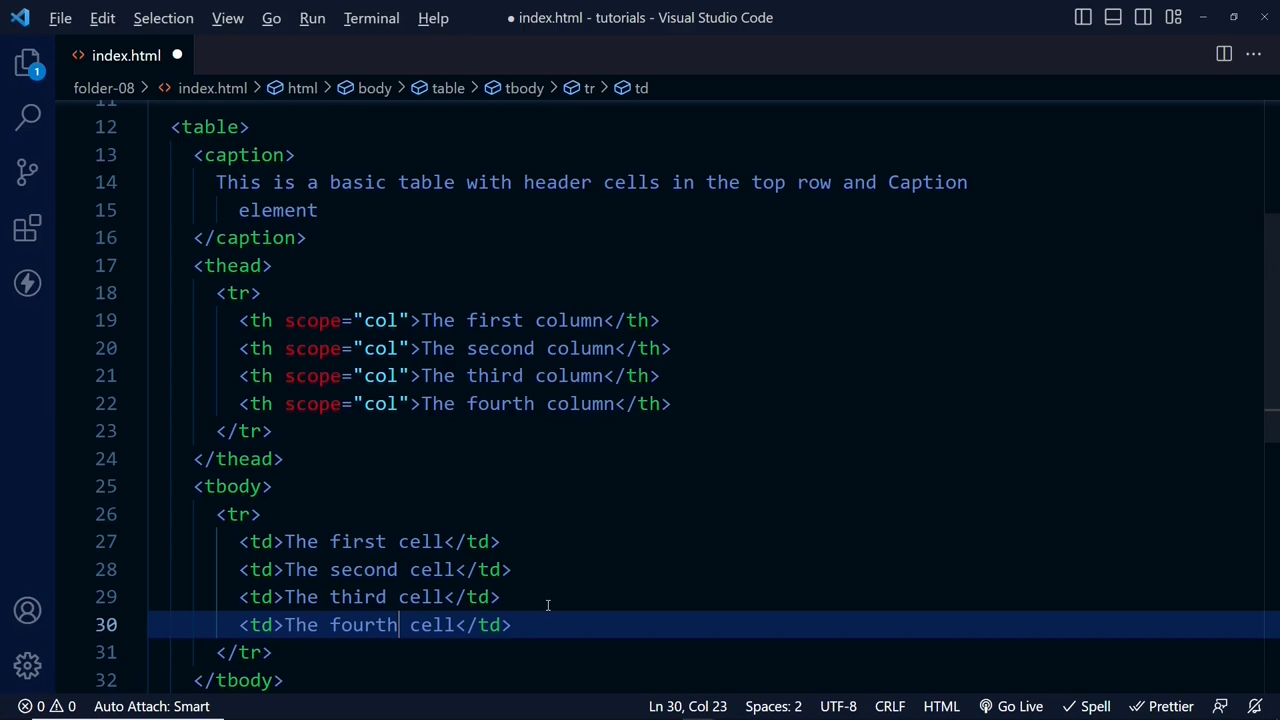 File Edit Selection View Go Run Terminal Help ● index.html - tutorials - Visual Studio Code
index.html
1
folder-08 > index.html > html > body > table > tbody > tr > td
11
12 <table>
13 <caption>
14 This is a basic table with header cells in the top row and Caption
15 element
16 </caption>
17 <thead>
18 <tr>
19 <th scope="col">The first column</th>
20 <th scope="col">The second column</th>
21 <th scope="col">The third column</th>
22 <th scope="col">The fourth column</th>
23 </tr>
24 </thead>
25 <tbody>
26 <tr>
27 <td>The first cell</td>
28 <td>The second cell</td>
29 <td>The third cell</td>
30 <td>The fourth cell</td>
31 </tr>
32 </tbody>
0 0 Auto Attach: Smart Ln 30, Col 23 Spaces: 2 UTF-8 CRLF HTML Go Live Spell Prettier